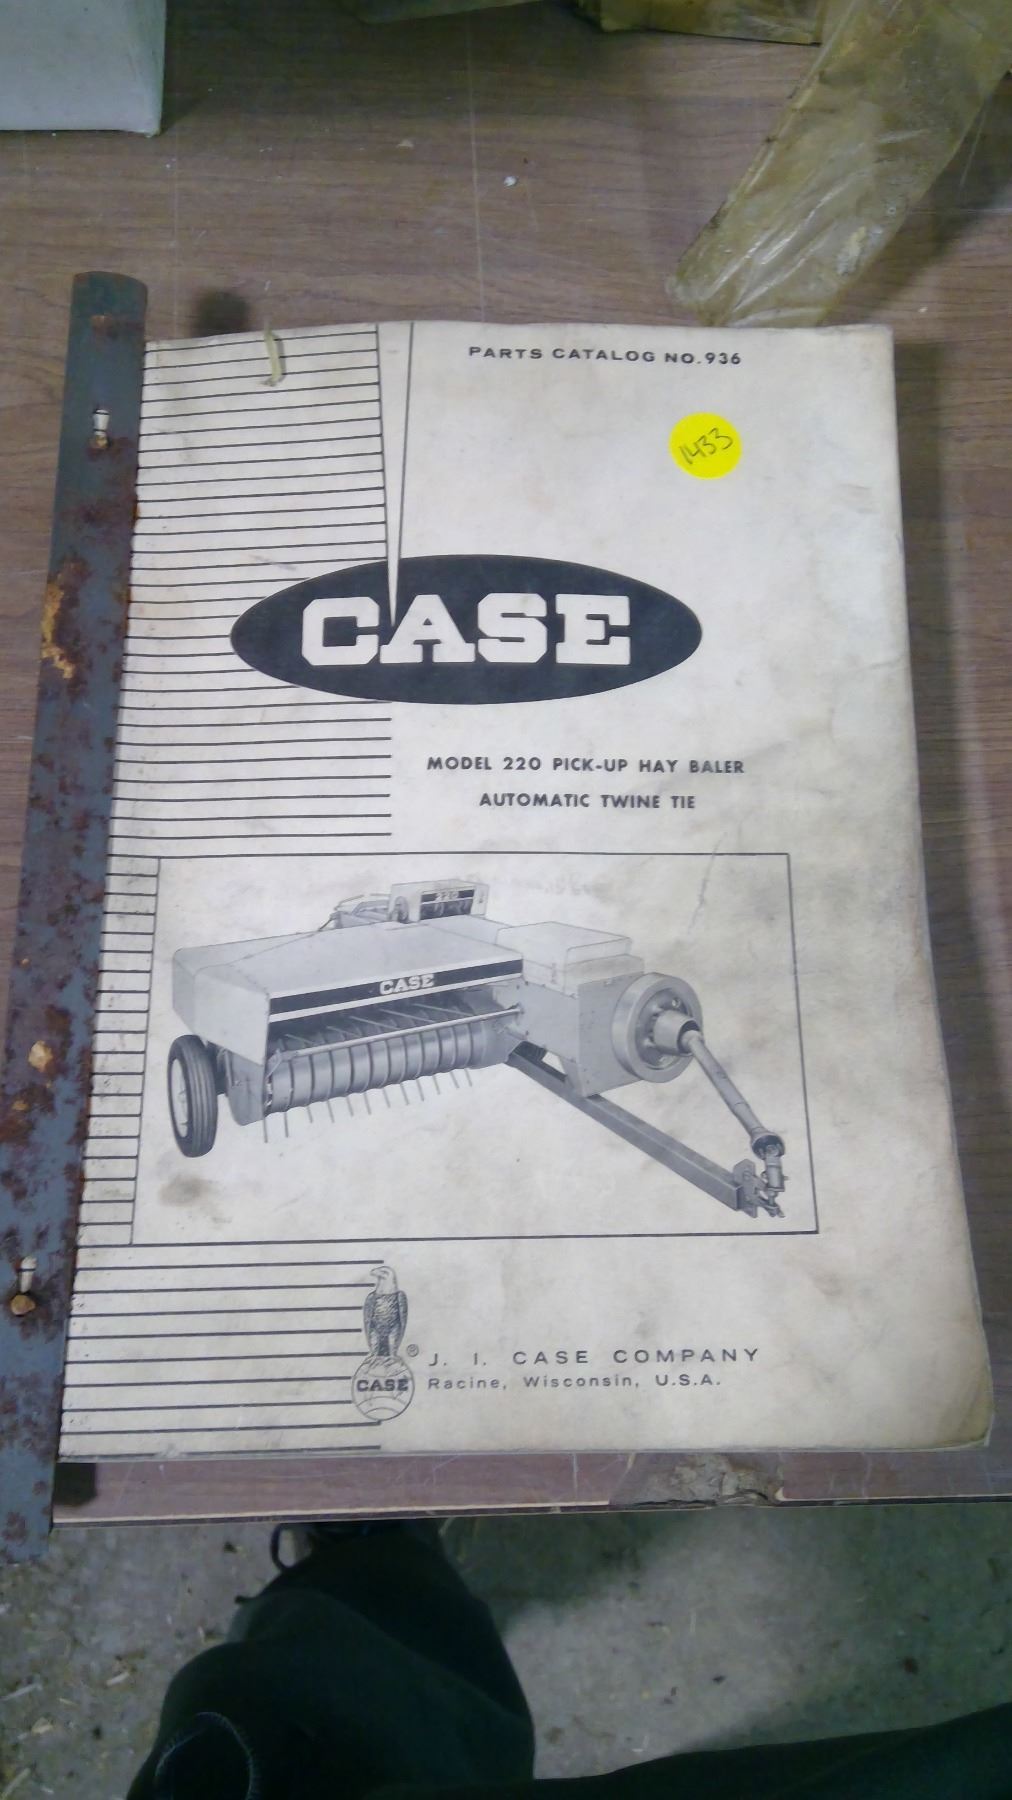 PARTS CATALOG NO. 936
1433
CASE
MODEL 220 PICK-UP HAY BALER
AUTOMATIC TWINE TIE
220
CASE
®
CASE
J. I. CASE COMPANY
Racine, Wisconsin, U.S.A.